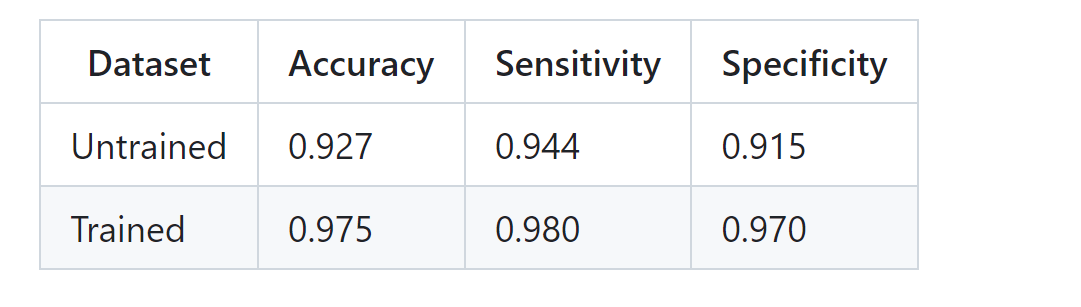 Dataset Accuracy Sensitivity Specificity
Untrained 0.927 0.944 0.915
Trained 0.975 0.980 0.970